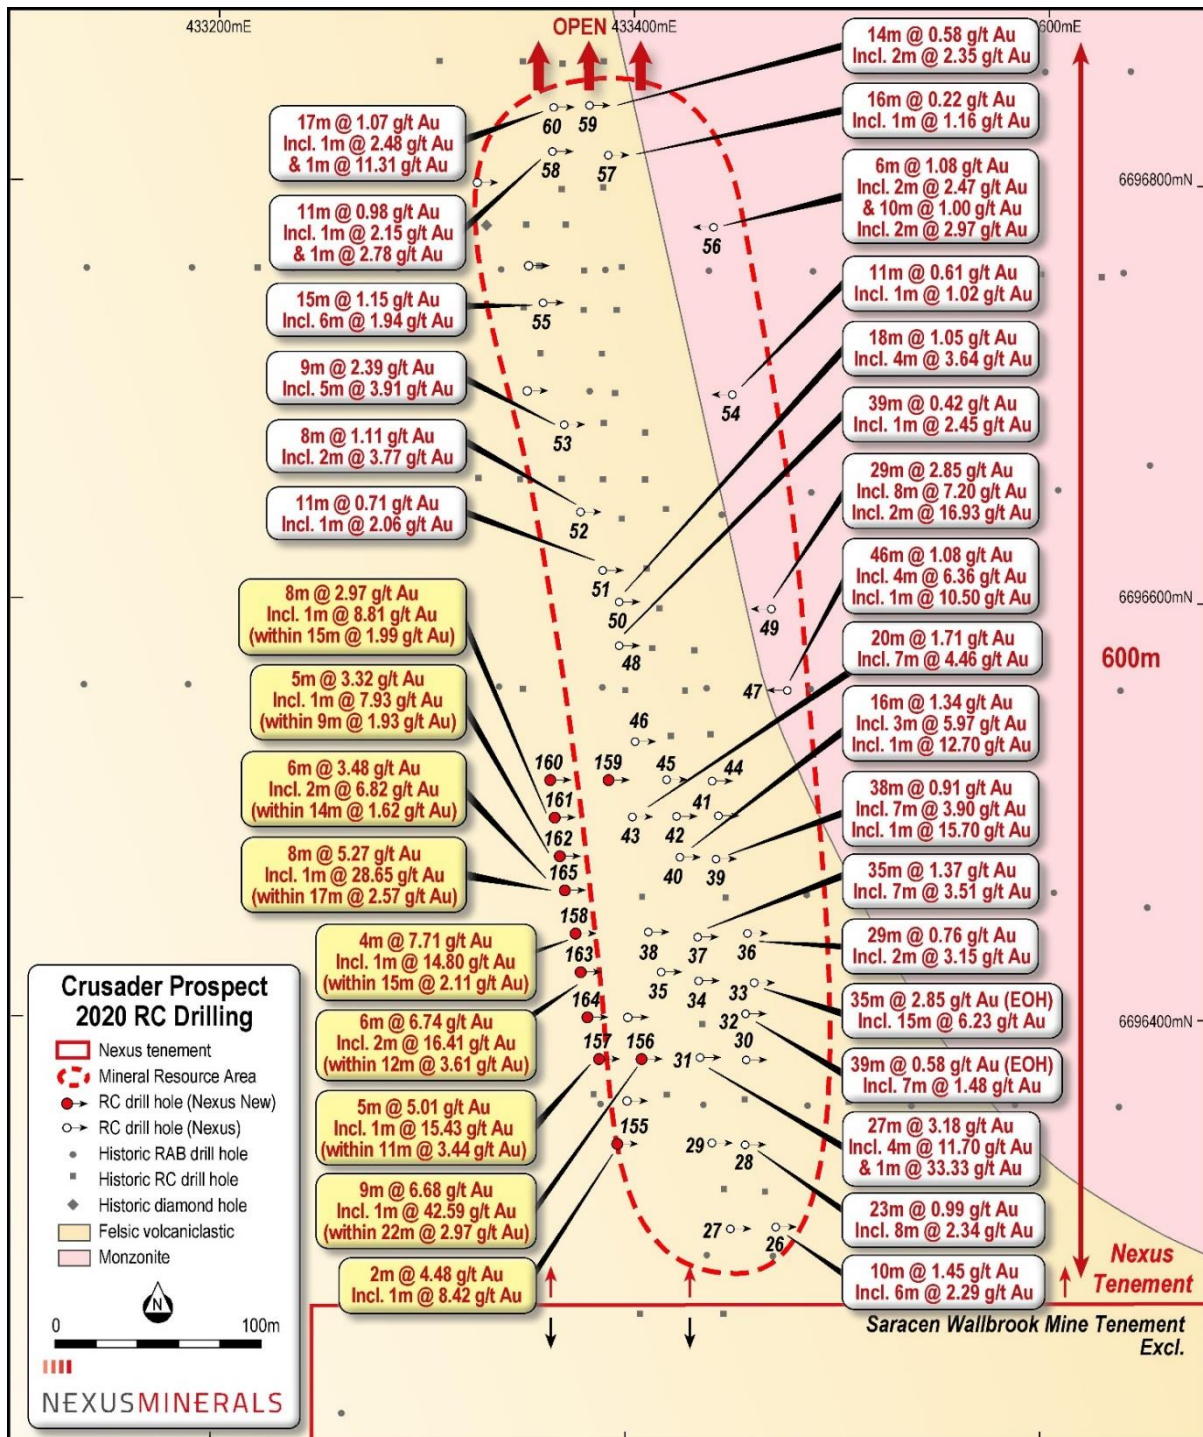 433200mE
OPEN
433400mE
600mE
14m @ 0.58 g/t Au
Incl. 2m @ 2.35 g/t Au
16m @ 0.22 g/t Au
Incl. 1m @ 1.16 g/t Au
6m @ 1.08 g/t Au
Incl. 2m @ 2.47 g/t Au
& 10m @ 1.00 g/t Au
Incl. 2m @ 2.97 g/t Au
11m @ 0.61 g/t Au
Incl. 1m @ 1.02 g/t Au
18m @ 1.05 g/t Au
Incl. 4m @ 3.64 g/t Au
39m @ 0.42 g/t Au
Incl. 1m @ 2.45 g/t Au
29m @ 2.85 g/t Au
Incl. 8m @ 7.20 g/t Au
Incl. 2m @ 16.93 g/t Au
46m @ 1.08 g/t Au
Incl. 4m @ 6.36 g/t Au
Incl. 1m @ 10.50 g/t Au
20m @ 1.71 g/t Au
Incl. 7m @ 4.46 g/t Au
16m @ 1.34 g/t Au
Incl. 3m @ 5.97 g/t Au
Incl. 1m @ 12.70 g/t Au
38m @ 0.91 g/t Au
Incl. 7m @ 3.90 g/t Au
Incl. 1m @ 15.70 g/t Au
35m @ 1.37 g/t Au
Incl. 7m @ 3.51 g/t Au
29m @ 0.76 g/t Au
Incl. 2m @ 3.15 g/t Au
35m @ 2.85 g/t Au (EOH)
Incl. 15m @ 6.23 g/t Au
39m @ 0.58 g/t Au (EOH)
Incl. 7m @ 1.48 g/t Au
27m @ 3.18 g/t Au
Incl. 4m @ 11.70 g/t Au
& 1m @ 33.33 g/t Au
23m @ 0.99 g/t Au
Incl. 8m @ 2.34 g/t Au
10m @ 1.45 g/t Au
Incl. 6m @ 2.29 g/t Au
17m @ 1.07 g/t Au
Incl. 1m @ 2.48 g/t Au
& 1m @ 11.31 g/t Au
11m @ 0.98 g/t Au
Incl. 1m @ 2.15 g/t Au
& 1m @ 2.78 g/t Au
15m @ 1.15 g/t Au
Incl. 6m @ 1.94 g/t Au
9m @ 2.39 g/t Au
Incl. 5m @ 3.91 g/t Au
8m @ 1.11 g/t Au
Incl. 2m @ 3.77 g/t Au
11m @ 0.71 g/t Au
Incl. 1m @ 2.06 g/t Au
8m @ 2.97 g/t Au
Incl. 1m @ 8.81 g/t Au
(within 15m @ 1.99 g/t Au)
5m @ 3.32 g/t Au
Incl. 1m @ 7.93 g/t Au
(within 9m @ 1.93 g/t Au)
6m @ 3.48 g/t Au
Incl. 2m @ 6.82 g/t Au
(within 14m @ 1.62 g/t Au)
8m @ 5.27 g/t Au
Incl. 1m @ 28.65 g/t Au
(within 17m @ 2.57 g/t Au)
4m @ 7.71 g/t Au
Incl. 1m @ 14.80 g/t Au
(within 15m @ 2.11 g/t Au)
6m @ 6.74 g/t Au
Incl. 2m @ 16.41 g/t Au
(within 12m @ 3.61 g/t Au)
5m @ 5.01 g/t Au
Incl. 1m @ 15.43 g/t Au
(within 11m @ 3.44 g/t Au)
9m @ 6.68 g/t Au
Incl. 1m @ 42.59 g/t Au
(within 22m @ 2.97 g/t Au)
2m @ 4.48 g/t Au
Incl. 1m @ 8.42 g/t Au
60 59
58 57
56
55
54
53
52
51
50
49
48
47
46
160 159 45 44
161 41
43 42
162
40 39
165
158
38 37 36
163
35 34 33
164
32
157 156 30
31
155
29 28
27 26
6696800mN
6696600mN
6696400mN
600m
Nexus
Tenement
Saracen Wallbrook Mine Tenement
Excl.
Crusader Prospect
2020 RC Drilling
Nexus tenement
Mineral Resource Area
RC drill hole (Nexus New)
RC drill hole (Nexus)
Historic RAB drill hole
Historic RC drill hole
Historic diamond hole
Felsic volcaniclastic
Monzonite
N
0 100m
NEXUSMINERALS